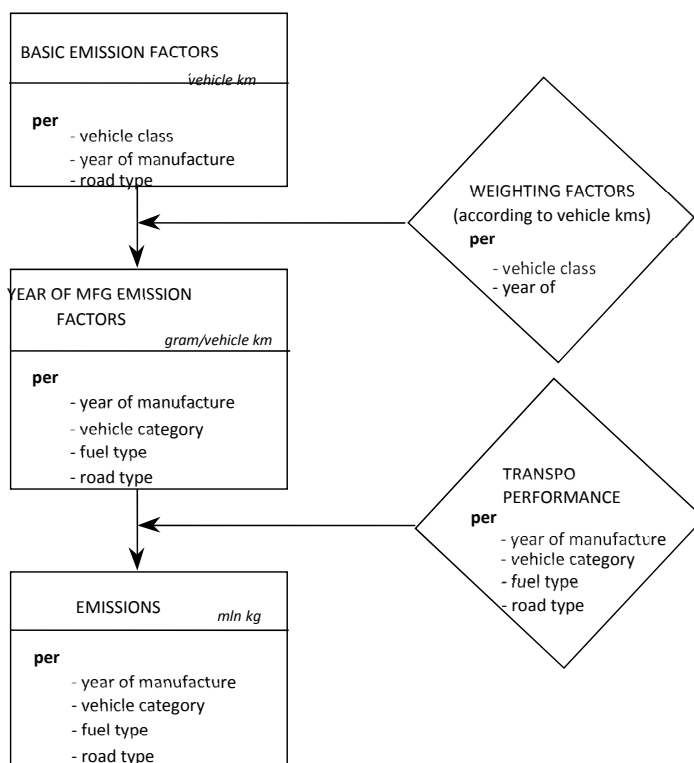 BASIC EMISSION FACTORS
vehicle km
per
- vehicle class
- year of manufacture
- road type
WEIGHTING FACTORS
(according to vehicle kms)
per
- vehicle class
- year of
YEAR OF MFG EMISSION
FACTORS
gram/vehicle km
per
- year of manufacture
- vehicle category
- fuel type
- road type
TRANSPO
PERFORMANCE
per
- year of manufacture
- vehicle category
- fuel type
- road type
EMISSIONS
mln kg
per
- year of manufacture
- vehicle category
- fuel type
- road type